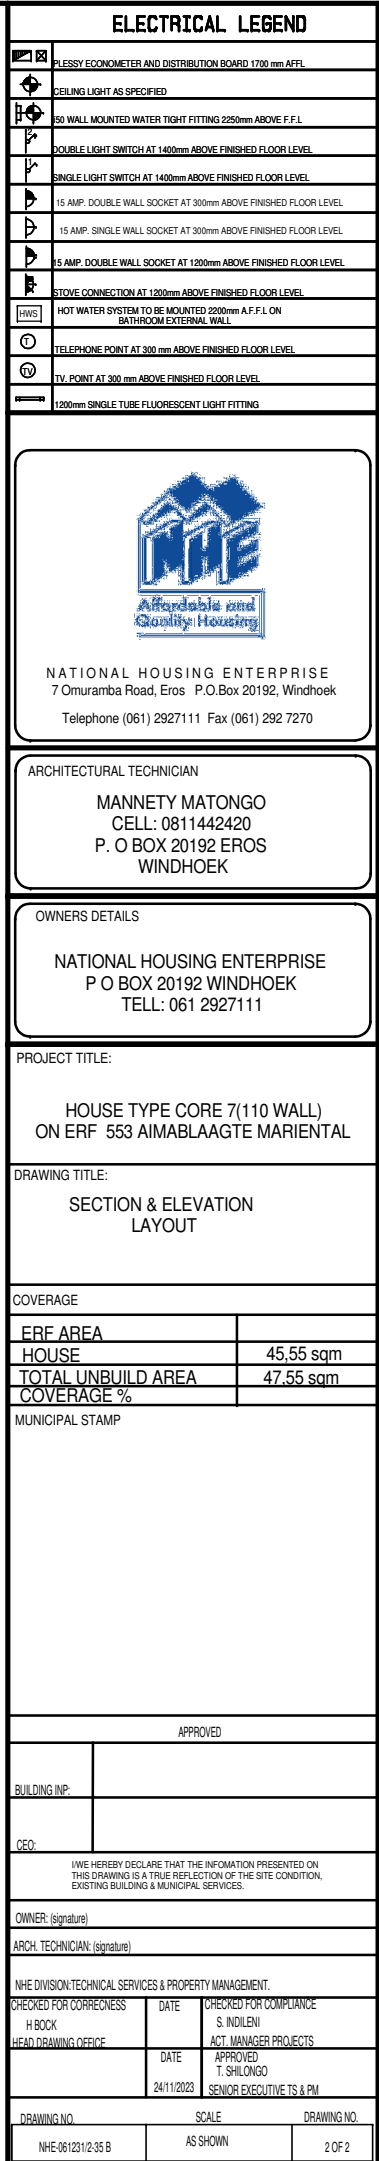 ELECTRICAL LEGEND
PLESSY ECONOMETER AND DISTRIBUTION BOARD 1700 mm AFFL
CEILING LIGHT AS SPECIFIED
WALL MOUNTED WATER TIGHT FITTING 2250mm ABOVE F.F.L
2
DOUBLE LIGHT SWITCH AT 1400mm ABOVE FINISHED FLOOR LEVEL
1
SINGLE LIGHT SWITCH AT 1400mm ABOVE FINISHED FLOOR LEVEL
15 AMP. DOUBLE WALL SOCKET AT 300mm ABOVE FINISHED FLOOR LEVEL
15 AMP. SINGLE WALL SOCKET AT 300mm ABOVE FINISHED FLOOR LEVEL
15 AMP. DOUBLE WALL SOCKET AT 1200mm ABOVE FINISHED FLOOR LEVEL
STOVE CONNECTION AT 1200mm ABOVE FINISHED FLOOR LEVEL
HWS HOT WATER SYSTEM TO BE MOUNTED 2200mm A.F.F.L ON
BATHROOM EXTERNAL WALL
T TELEPHONE POINT AT 300 mm ABOVE FINISHED FLOOR LEVEL
TV TV. POINT AT 300 mm ABOVE FINISHED FLOOR LEVEL
1200mm SINGLE TUBE FLUORESCENT LIGHT FITTING
NHE
Affordable and
Quality Housing
NATIONAL HOUSING ENTERPRISE
7 Omuramba Road, Eros P.O.Box 20192, Windhoek
Telephone (061) 2927111 Fax (061) 292 7270
ARCHITECTURAL TECHNICIAN
MANNETY MATONGO
CELL: 0811442420
P. O BOX 20192 EROS
WINDHOEK
OWNERS DETAILS
NATIONAL HOUSING ENTERPRISE
P O BOX 20192 WINDHOEK
TELL: 061 2927111
PROJECT TITLE:
HOUSE TYPE CORE 7(110 WALL)
ON ERF 553 AIMABLAAGTE MARIENTAL
DRAWING TITLE:
SECTION & ELEVATION
LAYOUT
COVERAGE
ERF AREA
HOUSE 45,55 sqm
TOTAL UNBUILD AREA 47,55 sqm
COVERAGE %
MUNICIPAL STAMP
APPROVED
BUILDING INP:
CEO:
I/WE HEREBY DECLARE THAT THE INFOMATION PRESENTED ON
THIS DRAWING IS A TRUE REFLECTION OF THE SITE CONDITION,
EXISTING BUILDING & MUNICIPAL SERVICES.
OWNER: (signature)
ARCH. TECHNICIAN: (signature)
NHE DIVISION:TECHNICAL SERVICES & PROPERTY MANAGEMENT.
CHECKED FOR CORRECNESS DATE CHECKED FOR COMPLIANCE
H BOCK S. INDILENI
HEAD DRAWING OFFICE ACT. MANAGER PROJECTS
DATE APPROVED
T. SHILONGO
24/11/2023 SENIOR EXECUTIVE TS & PM
DRAWING NO. SCALE DRAWING NO.
NHE-061231/2-35 B AS SHOWN 2 OF 2